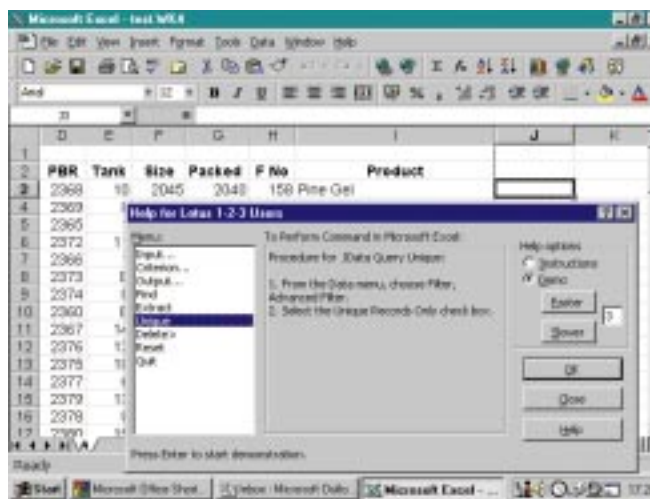 Microsoft Excel - test.WK4
File Edit View Insert Format Tools Data Window Help
Arial 12 B I U
J3
D E F G H I J K
1
2 PBR Tank Size Packed F No Product
3 2368 10 2045 2040 158 Pine Gel
4 2369
5 2365
6 2372
7 2366
8 2373
9 2374
10 2360
11 2367
12 2376
13 2375
14 2377
15 2379
16 2378
17 2380
Help for Lotus 1-2-3 Users
Menu:
Input...
Criterion...
Output...
Find
Extract
Unique
Delete>
Reset
Quit
To Perform Command in Microsoft Excel:
Procedure for /Data Query Unique:
1. From the Data menu, choose Filter,
Advanced Filter.
2. Select the Unique Records Only check box.
Help options
Instructions
Demo
Faster
3
Slower
OK
Close
Help
Press Enter to start demonstration.
Ready
Start
Microsoft Excel - ...